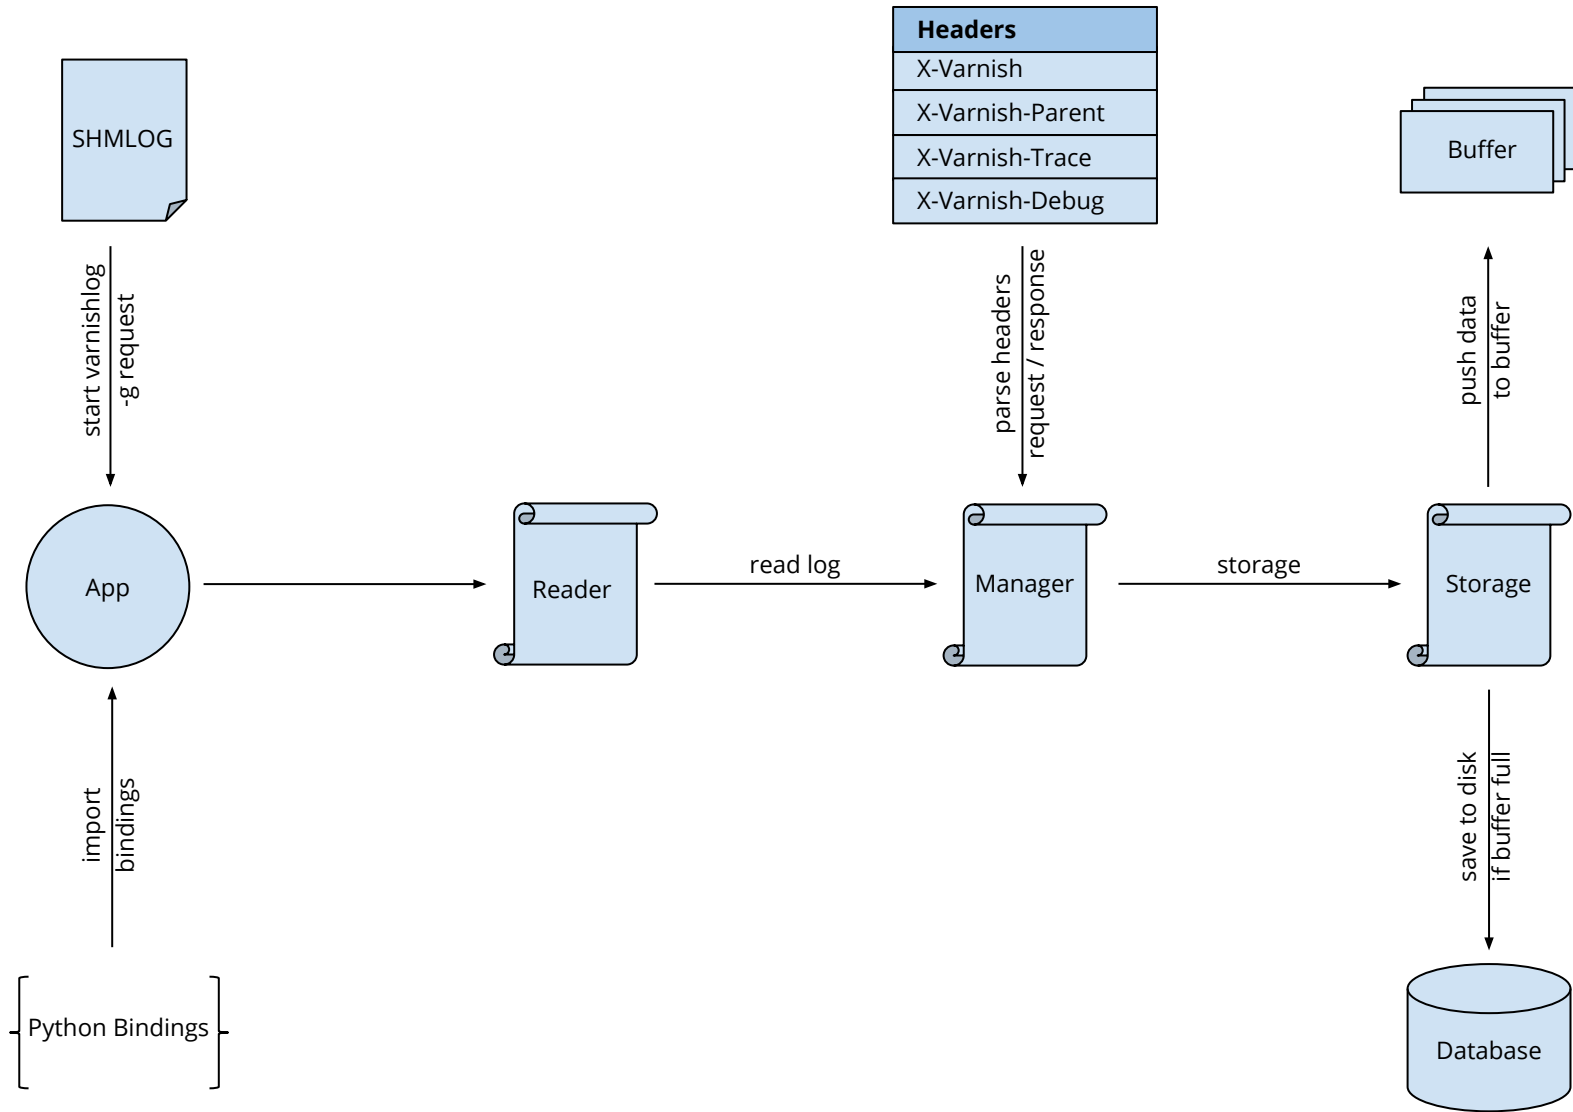 Headers
X-Varnish
X-Varnish-Parent
X-Varnish-Trace
X-Varnish-Debug
SHMLOG
Buffer
start varnishlog
-g request
parse headers
request / response
push data
to buffer
App
Reader
read log
Manager
storage
Storage
import
bindings
save to disk
if buffer full
Python Bindings
Database